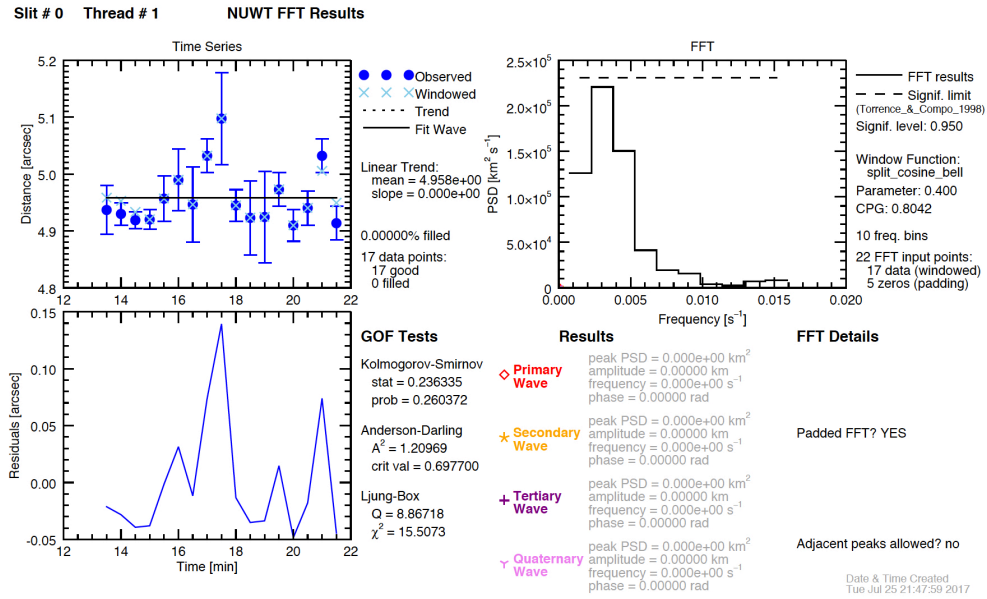 Slit # 0 Thread # 1 NUWT FFT Results
Time Series
5.2
5.1
5.0
4.9
4.8
Distance [arcsec]
12 14 16 18 20 22
Observed
Windowed
Trend
Fit Wave
Linear Trend:
mean = 4.958e+00
slope = 0.000e+00
0.00000% filled
17 data points:
17 good
0 filled
FFT
2.5×10⁵
2.0×10⁵
1.5×10⁵
1.0×10⁵
5.0×10⁴
0
PSD [km² s⁻¹]
0.000 0.005 0.010 0.015 0.020
Frequency [s⁻¹]
FFT results
Signif. limit
(Torrence_&_Compo_1998)
Signif. level: 0.950
Window Function:
split_cosine_bell
Parameter: 0.400
CPG: 0.8042
10 freq. bins
22 FFT input points:
17 data (windowed)
5 zeros (padding)
0.15
0.10
0.05
0.00
-0.05
Residuals [arcsec]
12 14 16 18 20 22
Time [min]
GOF Tests
Kolmogorov-Smirnov
stat = 0.236335
prob = 0.260372
Anderson-Darling
A² = 1.20969
crit val = 0.697700
Ljung-Box
Q = 8.86718
χ² = 15.5073
Results
Primary
Wave
peak PSD = 0.000e+00 km²
amplitude = 0.00000 km
frequency = 0.000e+00 s⁻¹
phase = 0.00000 rad
Secondary
Wave
peak PSD = 0.000e+00 km²
amplitude = 0.00000 km
frequency = 0.000e+00 s⁻¹
phase = 0.00000 rad
Tertiary
Wave
peak PSD = 0.000e+00 km²
amplitude = 0.00000 km
frequency = 0.000e+00 s⁻¹
phase = 0.00000 rad
Quaternary
Wave
peak PSD = 0.000e+00 km²
amplitude = 0.00000 km
frequency = 0.000e+00 s⁻¹
phase = 0.00000 rad
FFT Details
Padded FFT? YES
Adjacent peaks allowed? no
Date & Time Created
Tue Jul 25 21:47:59 2017